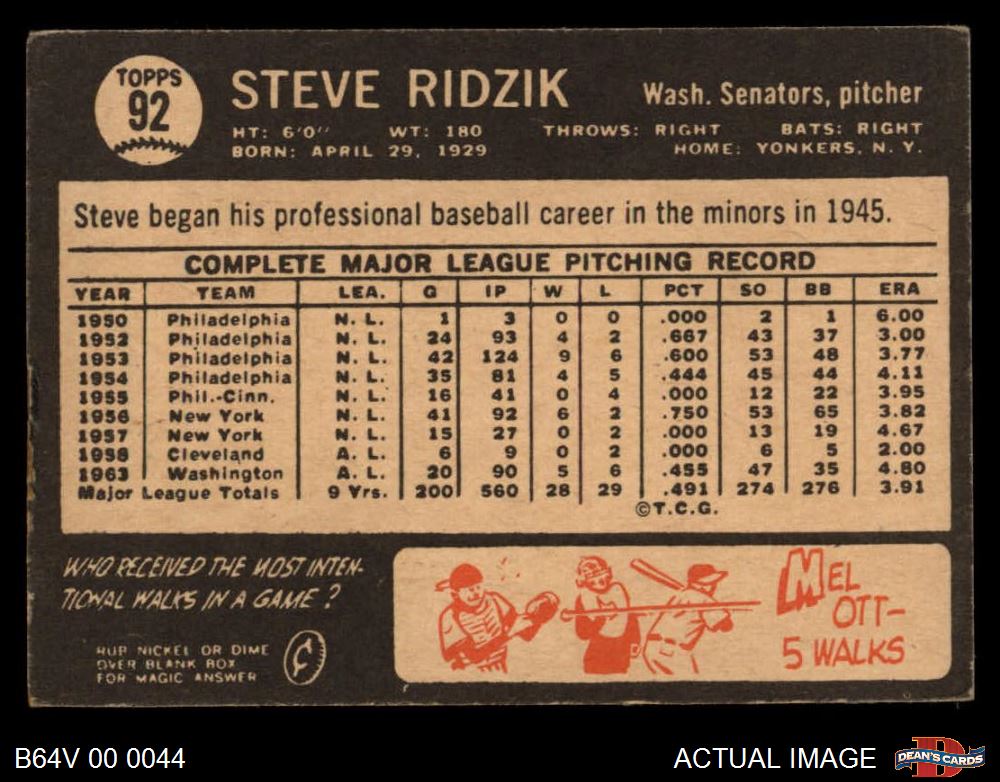 TOPPS
92
STEVE RIDZIK
Wash. Senators, pitcher
HT: 6'0" WT: 180 THROWS: RIGHT BATS: RIGHT
BORN: APRIL 29, 1929 HOME: YONKERS, N. Y.
Steve began his professional baseball career in the minors in 1945.
COMPLETE MAJOR LEAGUE PITCHING RECORD
YEAR TEAM LEA. G IP W L PCT SO BB ERA
1950 Philadelphia N. L. 1 3 0 0 .000 2 1 6.00
1952 Philadelphia N. L. 24 93 4 2 .667 43 37 3.00
1953 Philadelphia N. L. 42 124 9 6 .600 53 48 3.77
1954 Philadelphia N. L. 35 81 4 5 .444 45 44 4.11
1955 Phil.-Cinn. N. L. 16 41 0 4 .000 12 22 3.95
1956 New York N. L. 41 92 6 2 .750 53 65 3.82
1957 New York N. L. 15 27 0 2 .000 13 19 4.67
1958 Cleveland A. L. 6 9 0 2 .000 6 5 2.00
1963 Washington A. L. 20 90 5 6 .455 47 35 4.80
Major League Totals 9 Yrs. 200 560 28 29 .491 274 276 3.91
©T.C.G.
WHO RECEIVED THE MOST INTEN-
TIONAL WALKS IN A GAME?
RUB NICKEL OR DIME
OVER BLANK BOX
FOR MAGIC ANSWER
¢
MEL
OTT-
5 WALKS
B64V 00 0044
ACTUAL IMAGE
DEAN'S CARDS